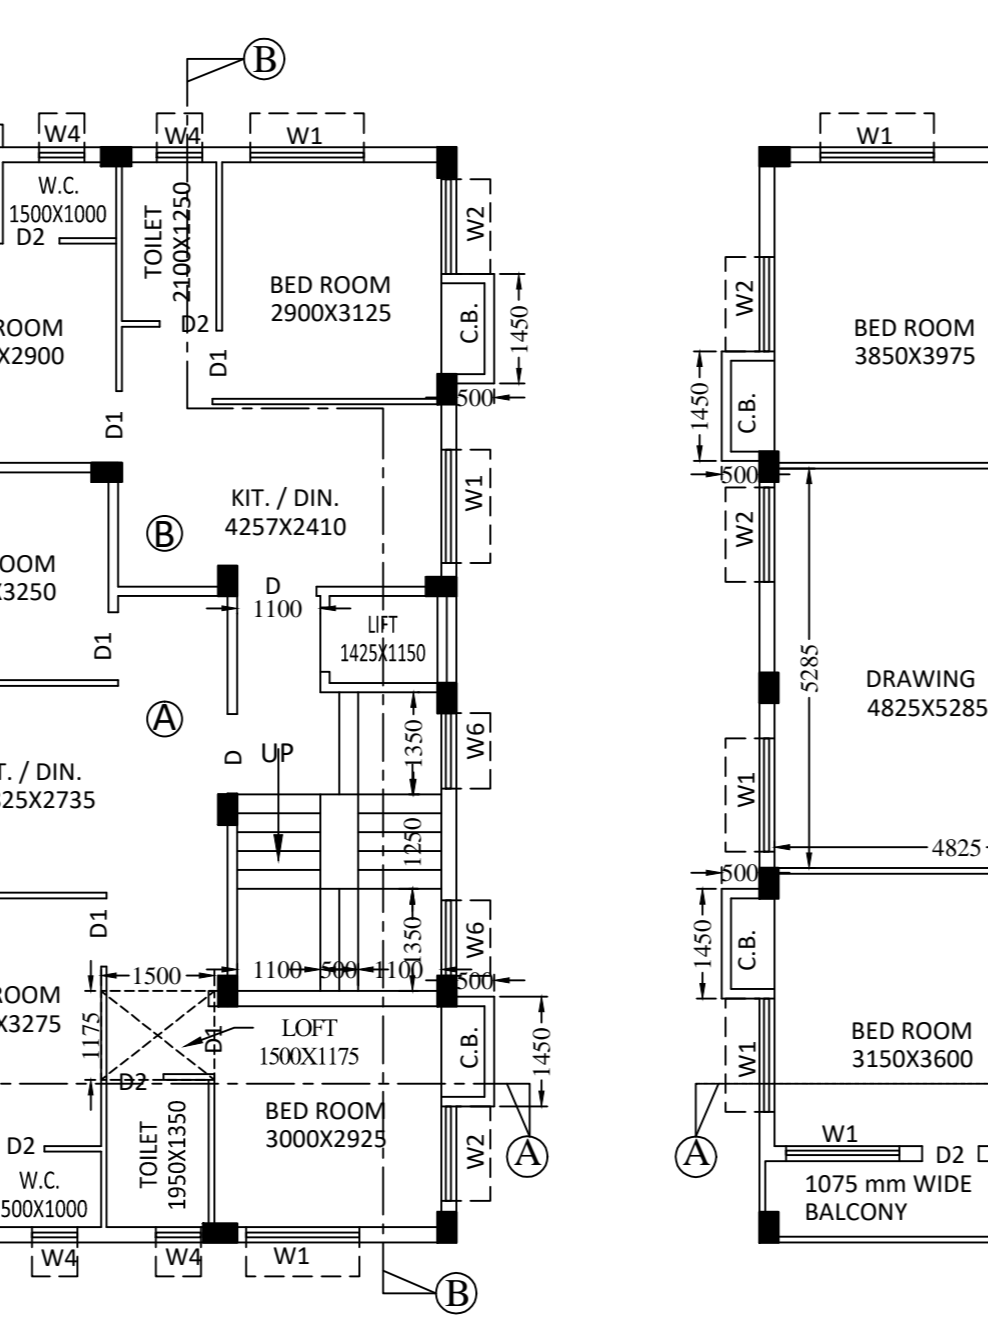 B
W4
W4
W1
W1
W.C.
1500X1000
D2
TOILET
2100X1250
D2
D1
BED ROOM
2900X3125
W2
C.B.
1450
500
W2
BED ROOM
3850X3975
1450
C.B.
500
ROOM
X2900
D1
KIT. / DIN.
4257X2410
W1
W2
B
OOM
X3250
D
1100
LIFT
1425X1150
D1
5285
DRAWING
4825X5285
A
D
UP
1350
W6
T. / DIN.
25X2735
W1
1250
4825
500
D1
1350
W6
1450
C.B.
1500
1100
500
1100
500
ROOM
X3275
1175
D1
LOFT
1500X1175
C.B.
1450
BED ROOM
3150X3600
W1
D2
BED ROOM
3000X2925
A
A
D2
TOILET
1950X1350
W2
W1
D2
W.C.
500X1000
1075 mm WIDE
BALCONY
W4
W4
W1
B